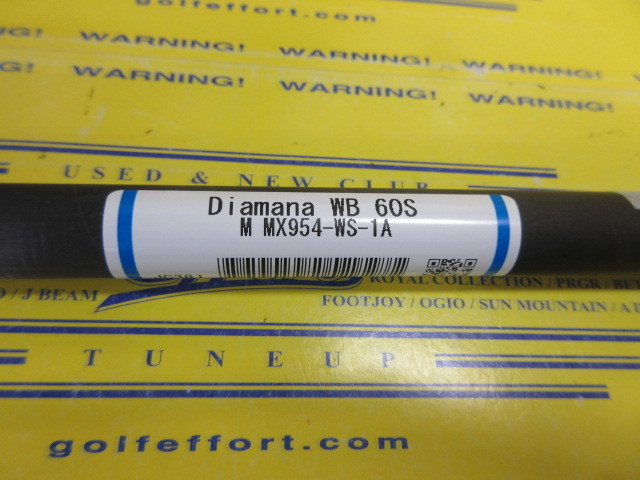 golfeffort.com
WARNING! WARNING! WARNING! WARNING!
WARNING! WARNING! WARNING! WARNING!
USED & NEW CLUB
Diamana WB 60S
M MX954-WS-1A
ROYAL COLLECTION / PRGR /
/ J BEAM
FOOTJOY / OGIO / SUN MOUNTAIN /
TUNEUP
golfeffort.com